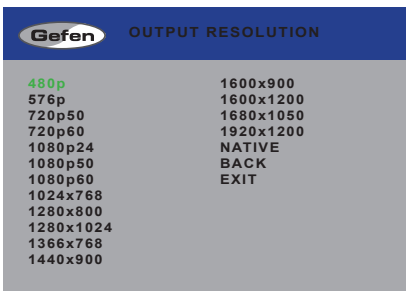 Gefen
OUTPUT RESOLUTION
480p
576p
720p50
720p60
1080p24
1080p50
1080p60
1024x768
1280x800
1280x1024
1366x768
1440x900
1600x900
1600x1200
1680x1050
1920x1200
NATIVE
BACK
EXIT